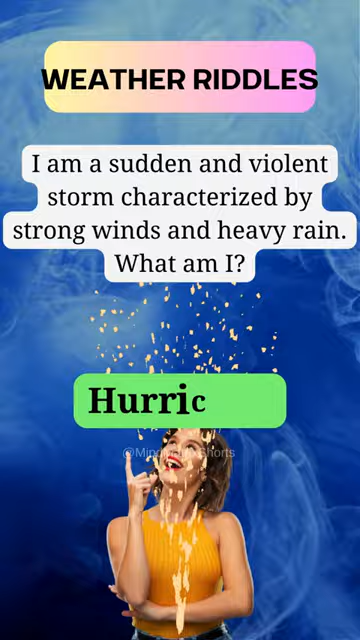 WEATHER RIDDLES
I am a sudden and violent
storm characterized by
strong winds and heavy rain.
What am I?
Hurric